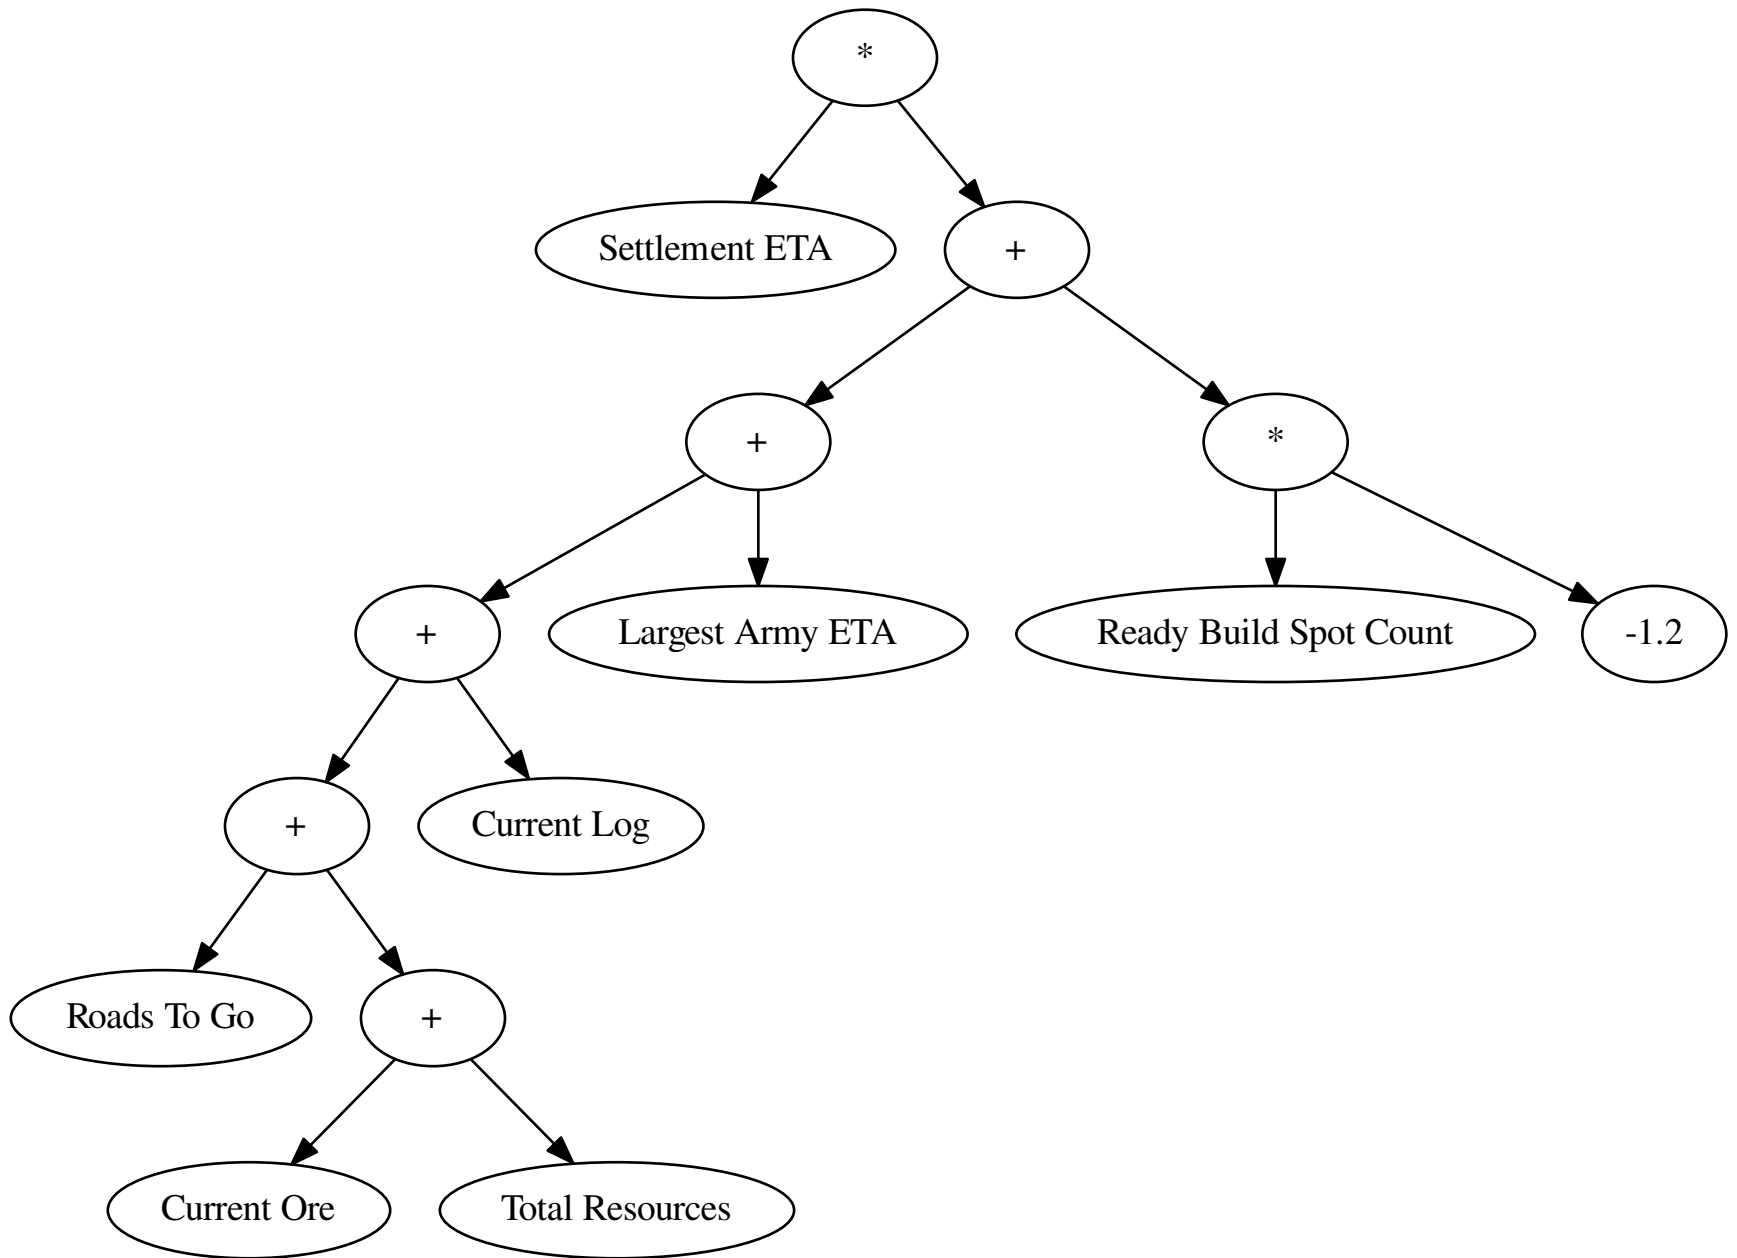 *
Settlement ETA
+
+
*
+
Largest Army ETA
Ready Build Spot Count
-1.2
+
Current Log
Roads To Go
+
Current Ore
Total Resources